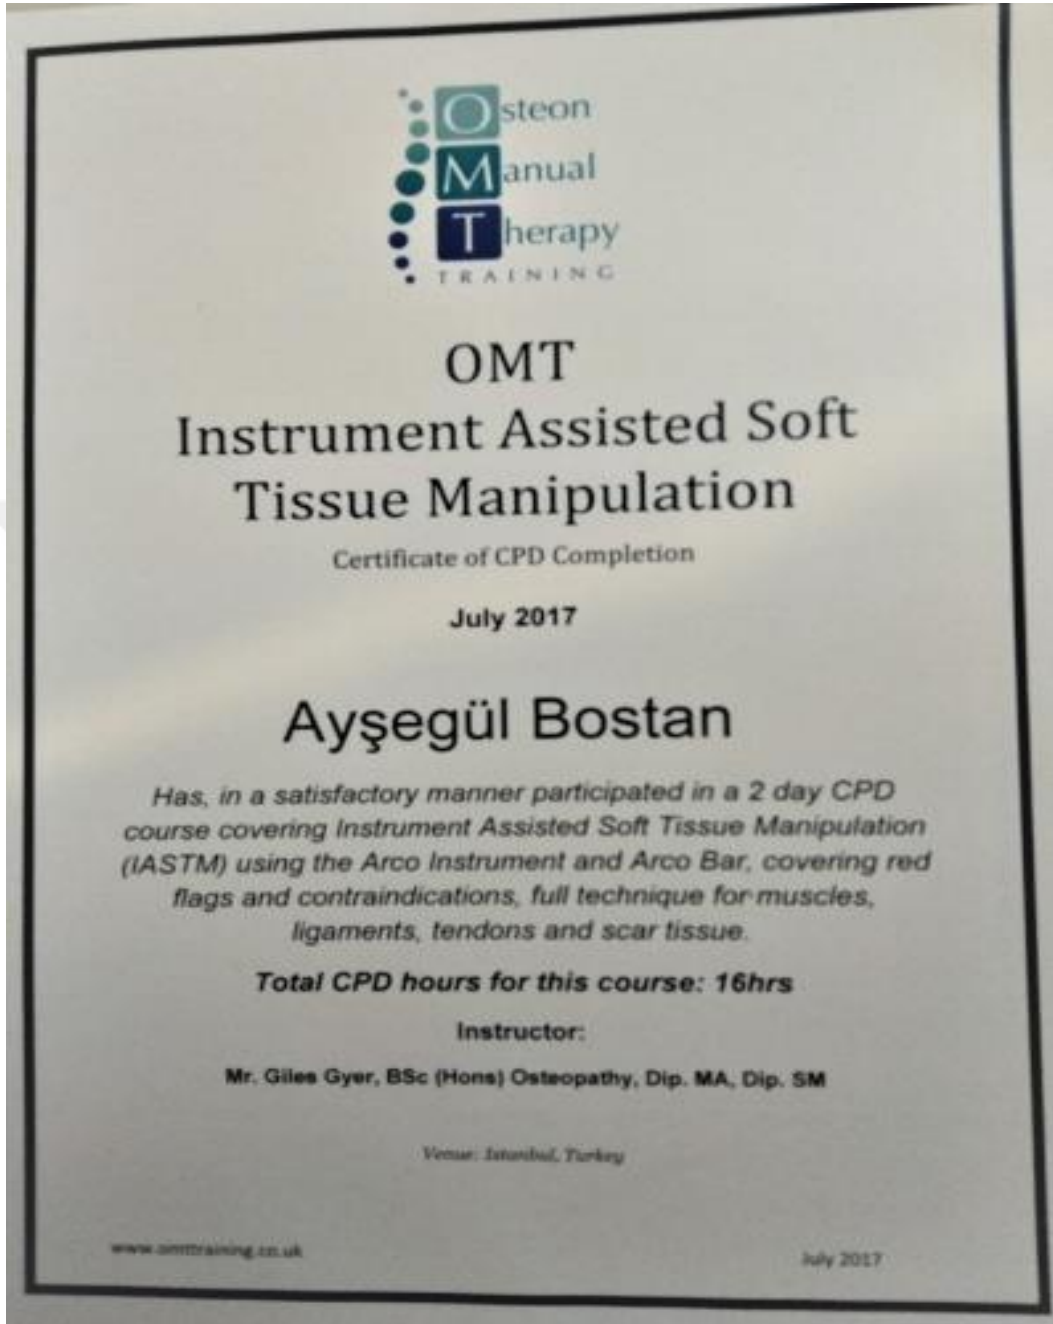 Osteon
Manual
Therapy
TRAINING
OMT
Instrument Assisted Soft
Tissue Manipulation
Certificate of CPD Completion
July 2017
Ayşegül Bostan
Has, in a satisfactory manner participated in a 2 day CPD
course covering Instrument Assisted Soft Tissue Manipulation
(IASTM) using the Arco Instrument and Arco Bar, covering red
flags and contraindications, full technique for muscles,
ligaments, tendons and scar tissue.
Total CPD hours for this course: 16hrs
Instructor:
Mr. Giles Gyer, BSc (Hons) Osteopathy, Dip. MA, Dip. SM
Venue: Istanbul, Turkey
www.omttraining.co.uk
July 2017